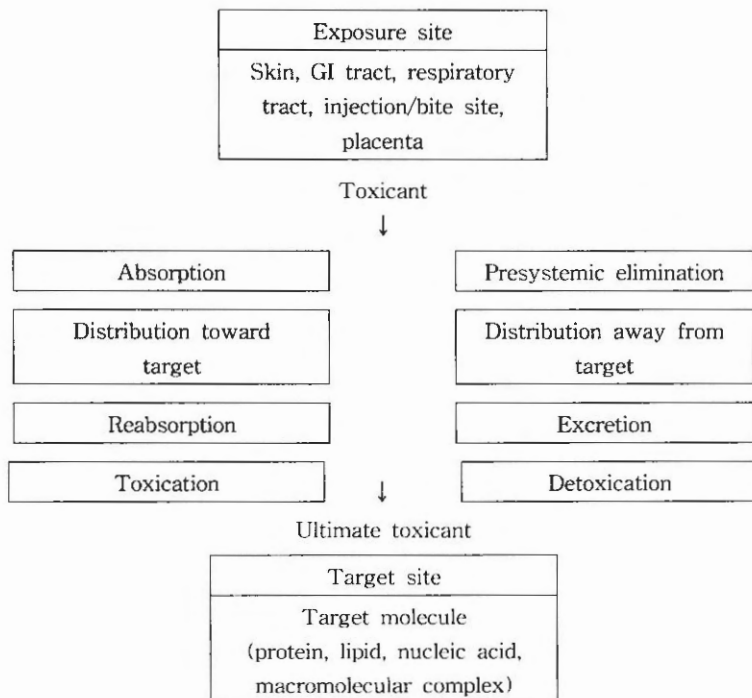 Exposure site
Skin, GI tract, respiratory
tract, injection/bite site,
placenta
Toxicant
↓
Absorption
Presystemic elimination
Distribution toward
target
Distribution away from
target
Reabsorption
Excretion
Toxication
↓
Detoxication
Ultimate toxicant
Target site
Target molecule
(protein, lipid, nucleic acid,
macromolecular complex)